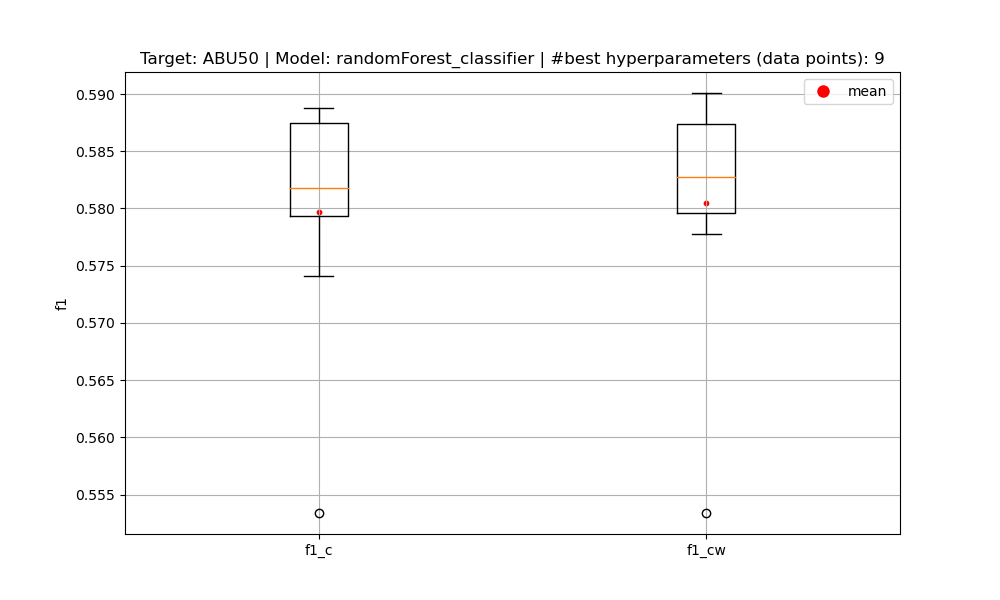 Target: ABU50 | Model: randomForest_classifier | #best hyperparameters (data points): 9
mean
0.590
0.585
0.580
0.575
0.570
0.565
0.560
0.555
f1
f1_c
f1_cw